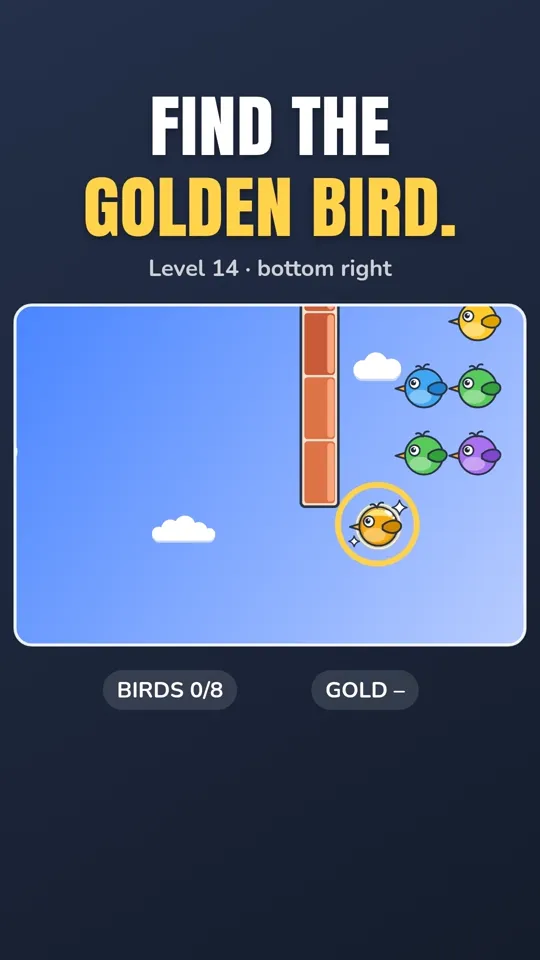 FIND THE
GOLDEN BIRD.
Level 14 · bottom right
BIRDS 0/8
GOLD –